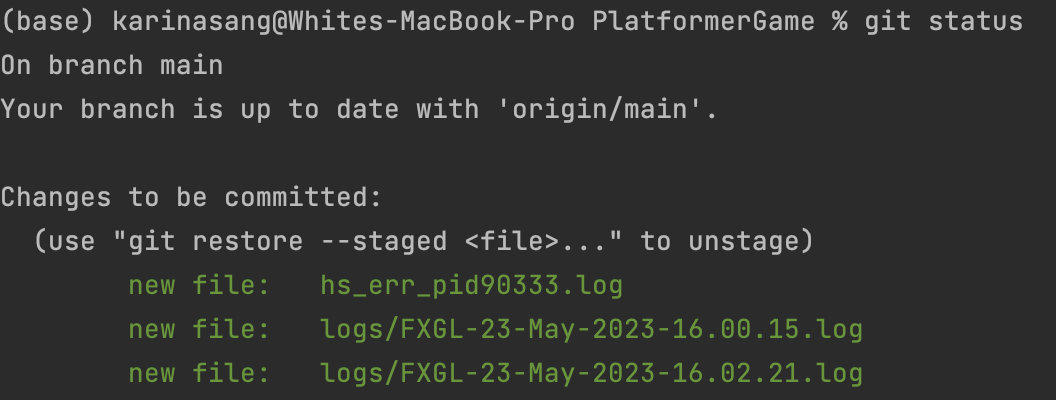 (base) karinasang@Whites-MacBook-Pro PlatformerGame % git status
On branch main
Your branch is up to date with 'origin/main'.
Changes to be committed:
(use "git restore --staged <file>..." to unstage)
new file: hs_err_pid90333.log
new file: logs/FXGL-23-May-2023-16.00.15.log
new file: logs/FXGL-23-May-2023-16.02.21.log